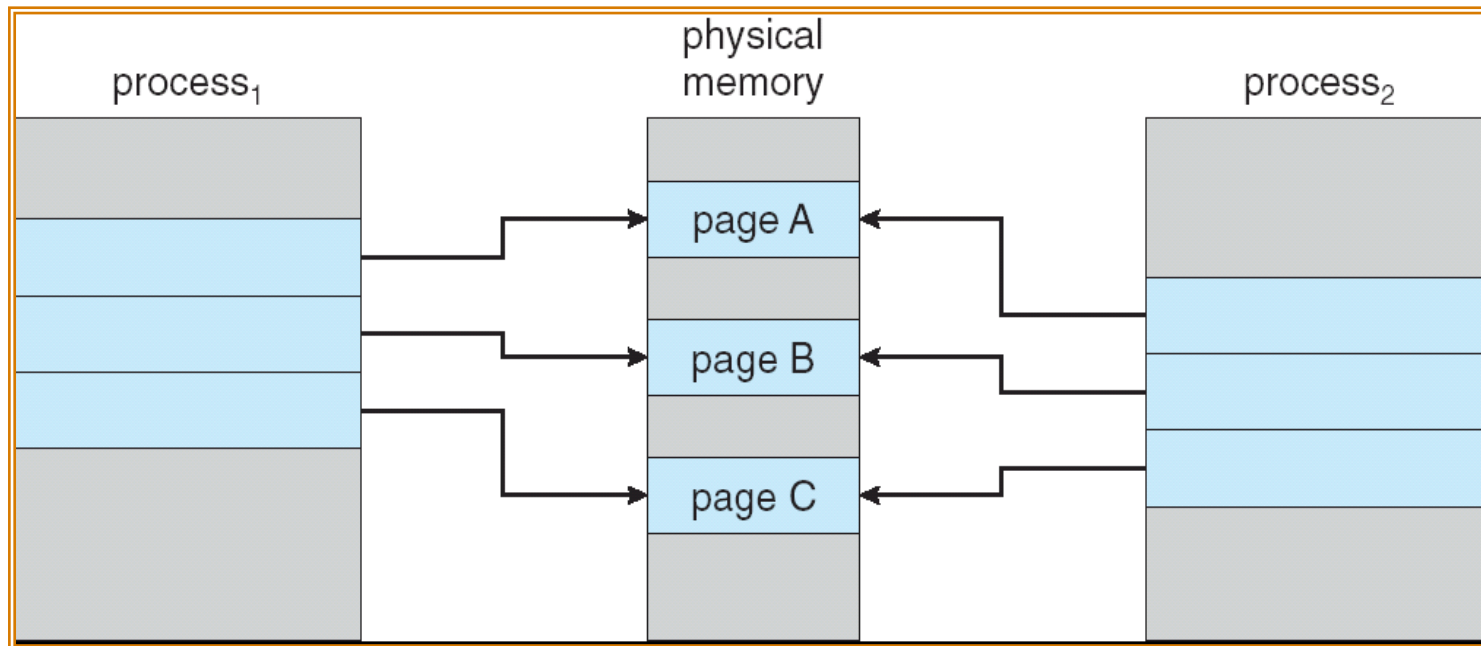 process₁
physical
memory
process₂
page A
page B
page C